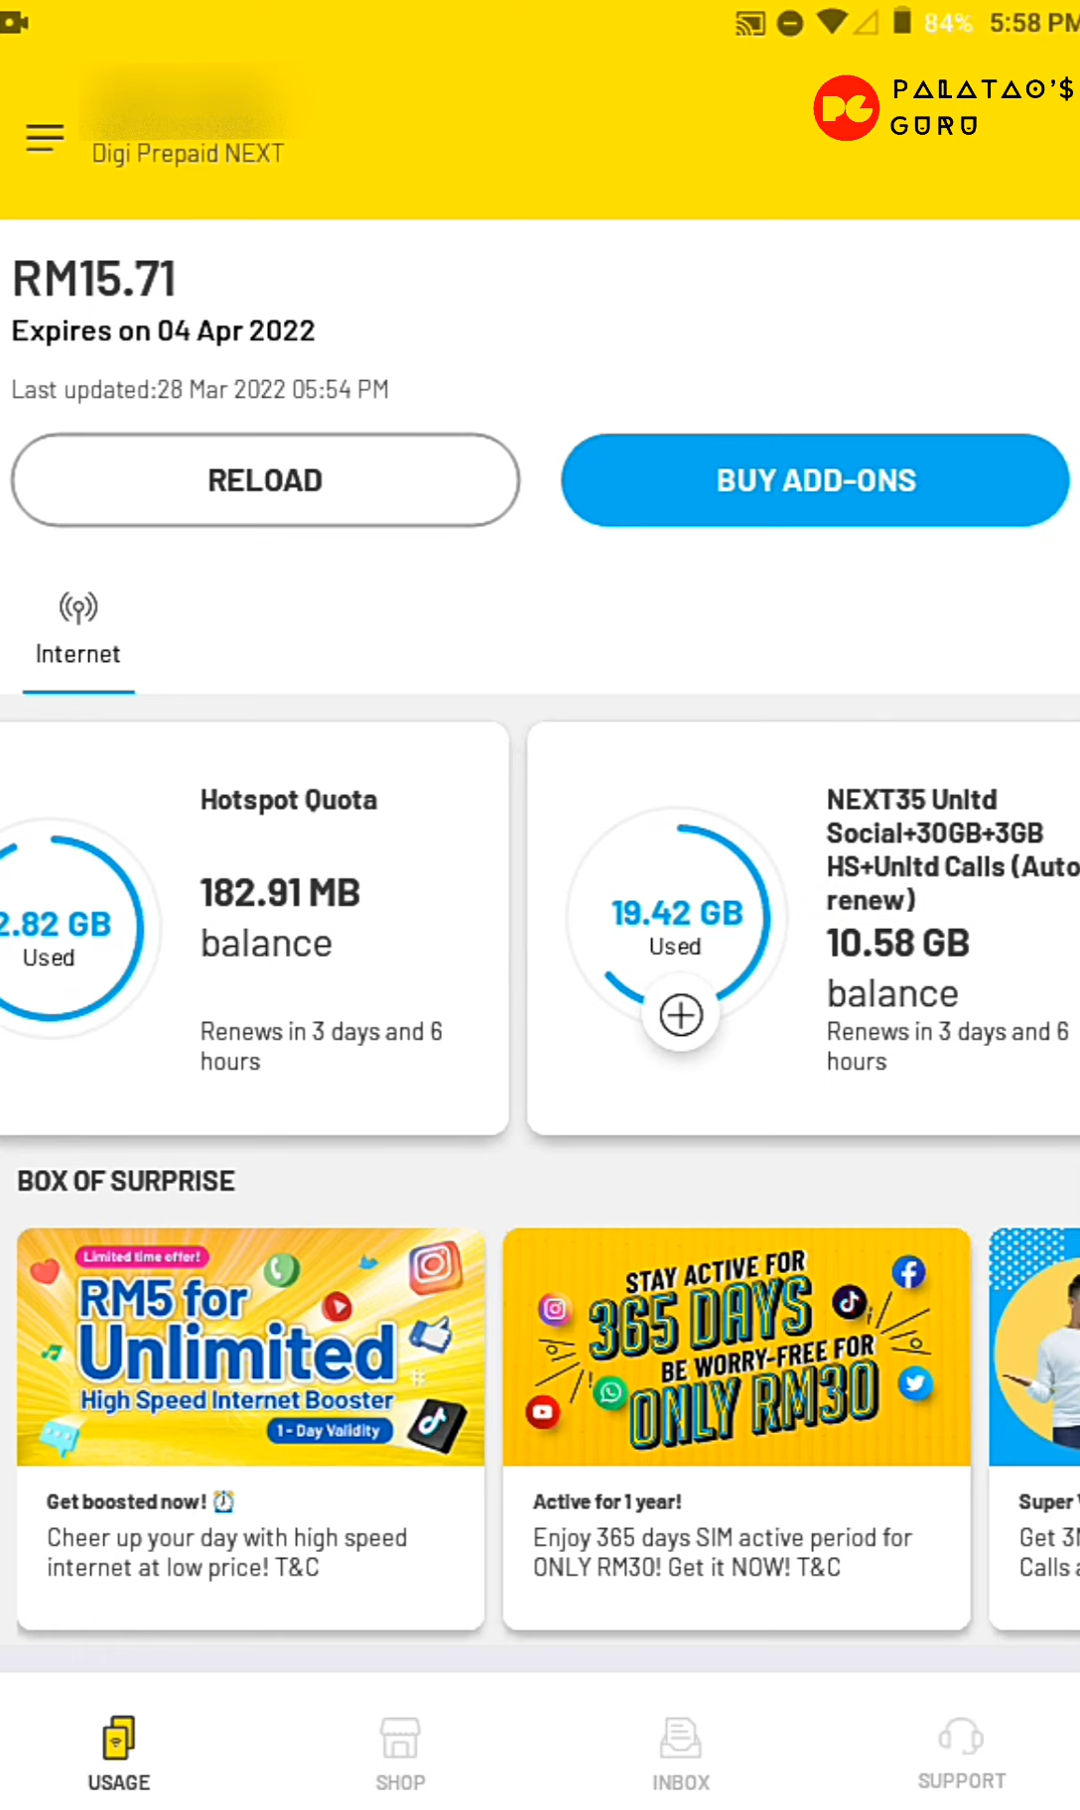 84% 5:58 PM
PALATAO'$
GURU
Digi Prepaid NEXT
RM15.71
Expires on 04 Apr 2022
Last updated:28 Mar 2022 05:54 PM
RELOAD
BUY ADD-ONS
Internet
Hotspot Quota
2.82 GB
Used
182.91 MB
balance
Renews in 3 days and 6
hours
NEXT35 Unltd
Social+30GB+3GB
HS+Unltd Calls (Auto
renew)
19.42 GB
Used
10.58 GB
balance
Renews in 3 days and 6
hours
BOX OF SURPRISE
Limited time offer!
RM5 for
Unlimited
High Speed Internet Booster
1-Day Validity
Get boosted now!
Cheer up your day with high speed
internet at low price! T&C
STAY ACTIVE FOR
365 DAYS
BE WORRY-FREE FOR
ONLY RM30
Active for 1 year!
Enjoy 365 days SIM active period for
ONLY RM30! Get it NOW! T&C
Super
Get
Calls
USAGE
SHOP
INBOX
SUPPORT